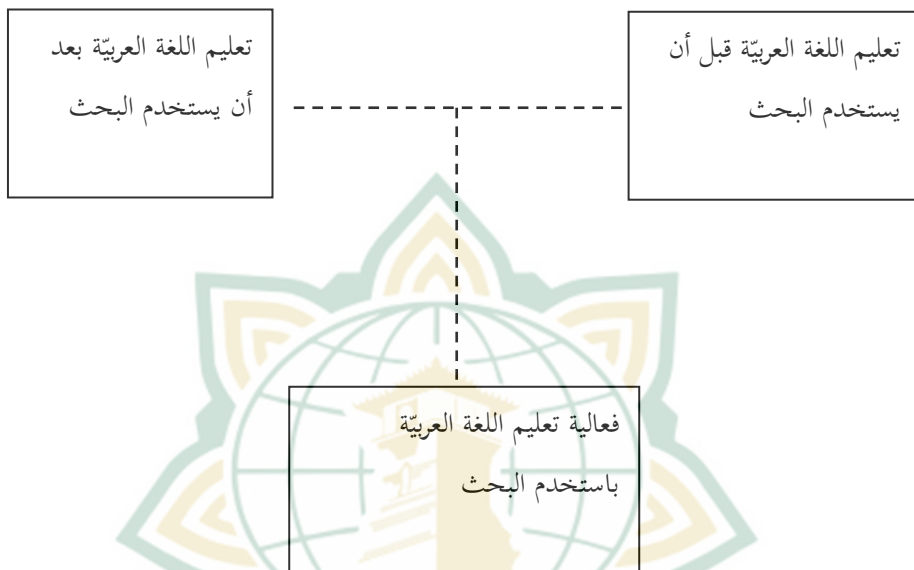 تعليم اللغة العربيّة قبل أن
يستخدم البحث
تعليم اللغة العربيّة بعد
أن يستخدم البحث
فعالية تعليم اللغة العربيّة
باستخدم البحث